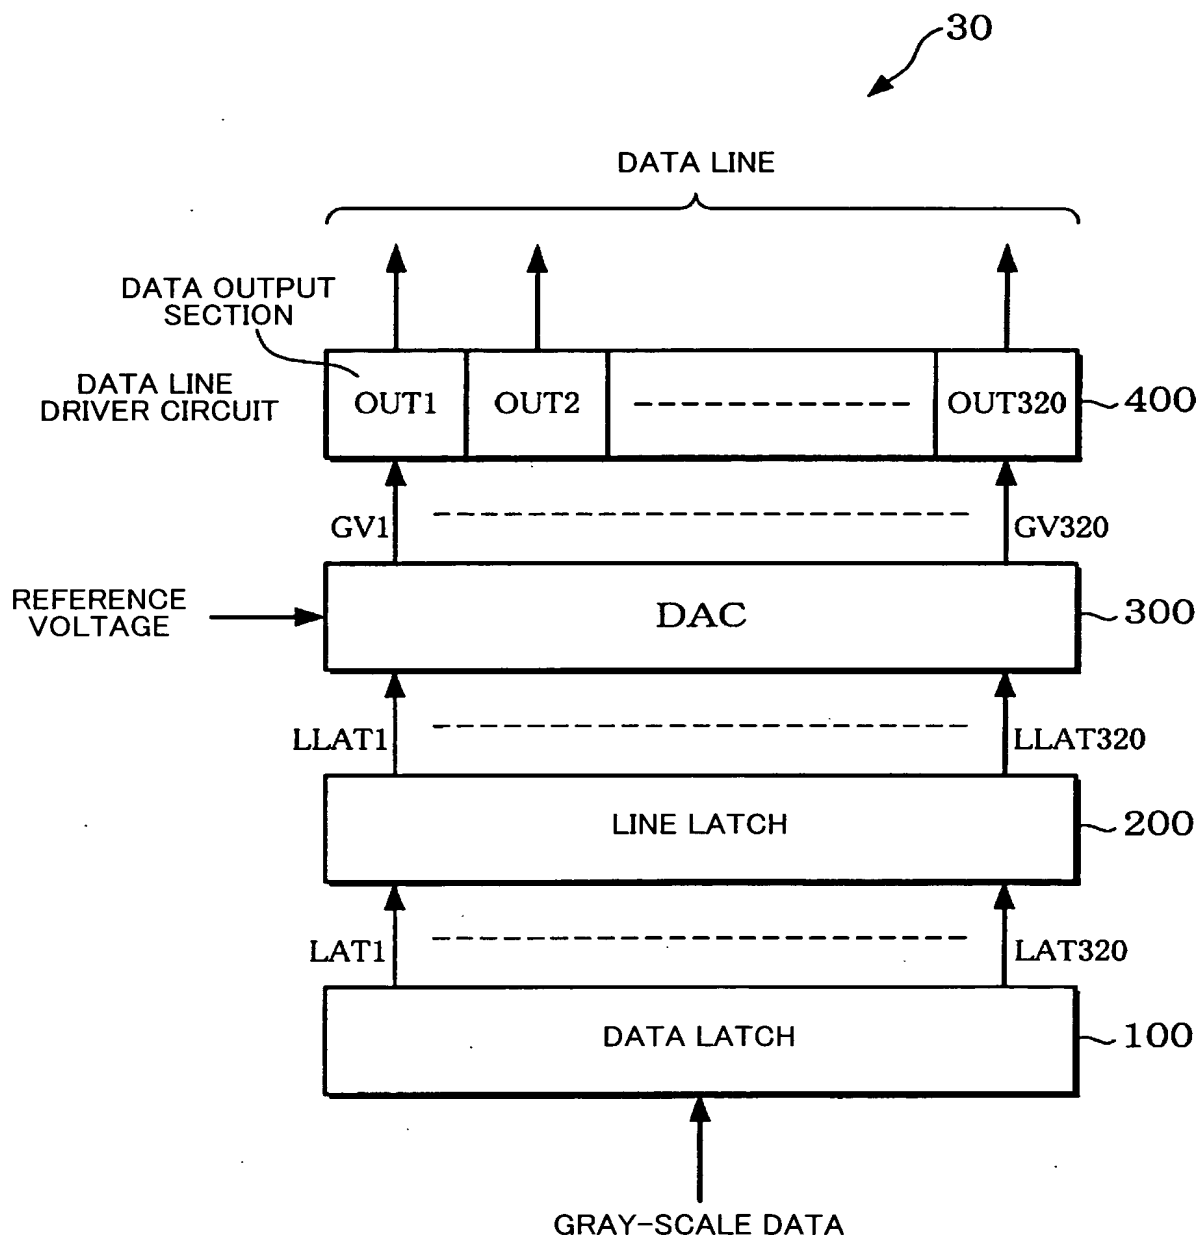 30
DATA LINE
DATA OUTPUT
SECTION
DATA LINE
DRIVER CIRCUIT
OUT1
OUT2
OUT320
400
GV1
GV320
REFERENCE
VOLTAGE
DAC
300
LLAT1
LLAT320
LINE LATCH
200
LAT1
LAT320
DATA LATCH
100
GRAY-SCALE DATA